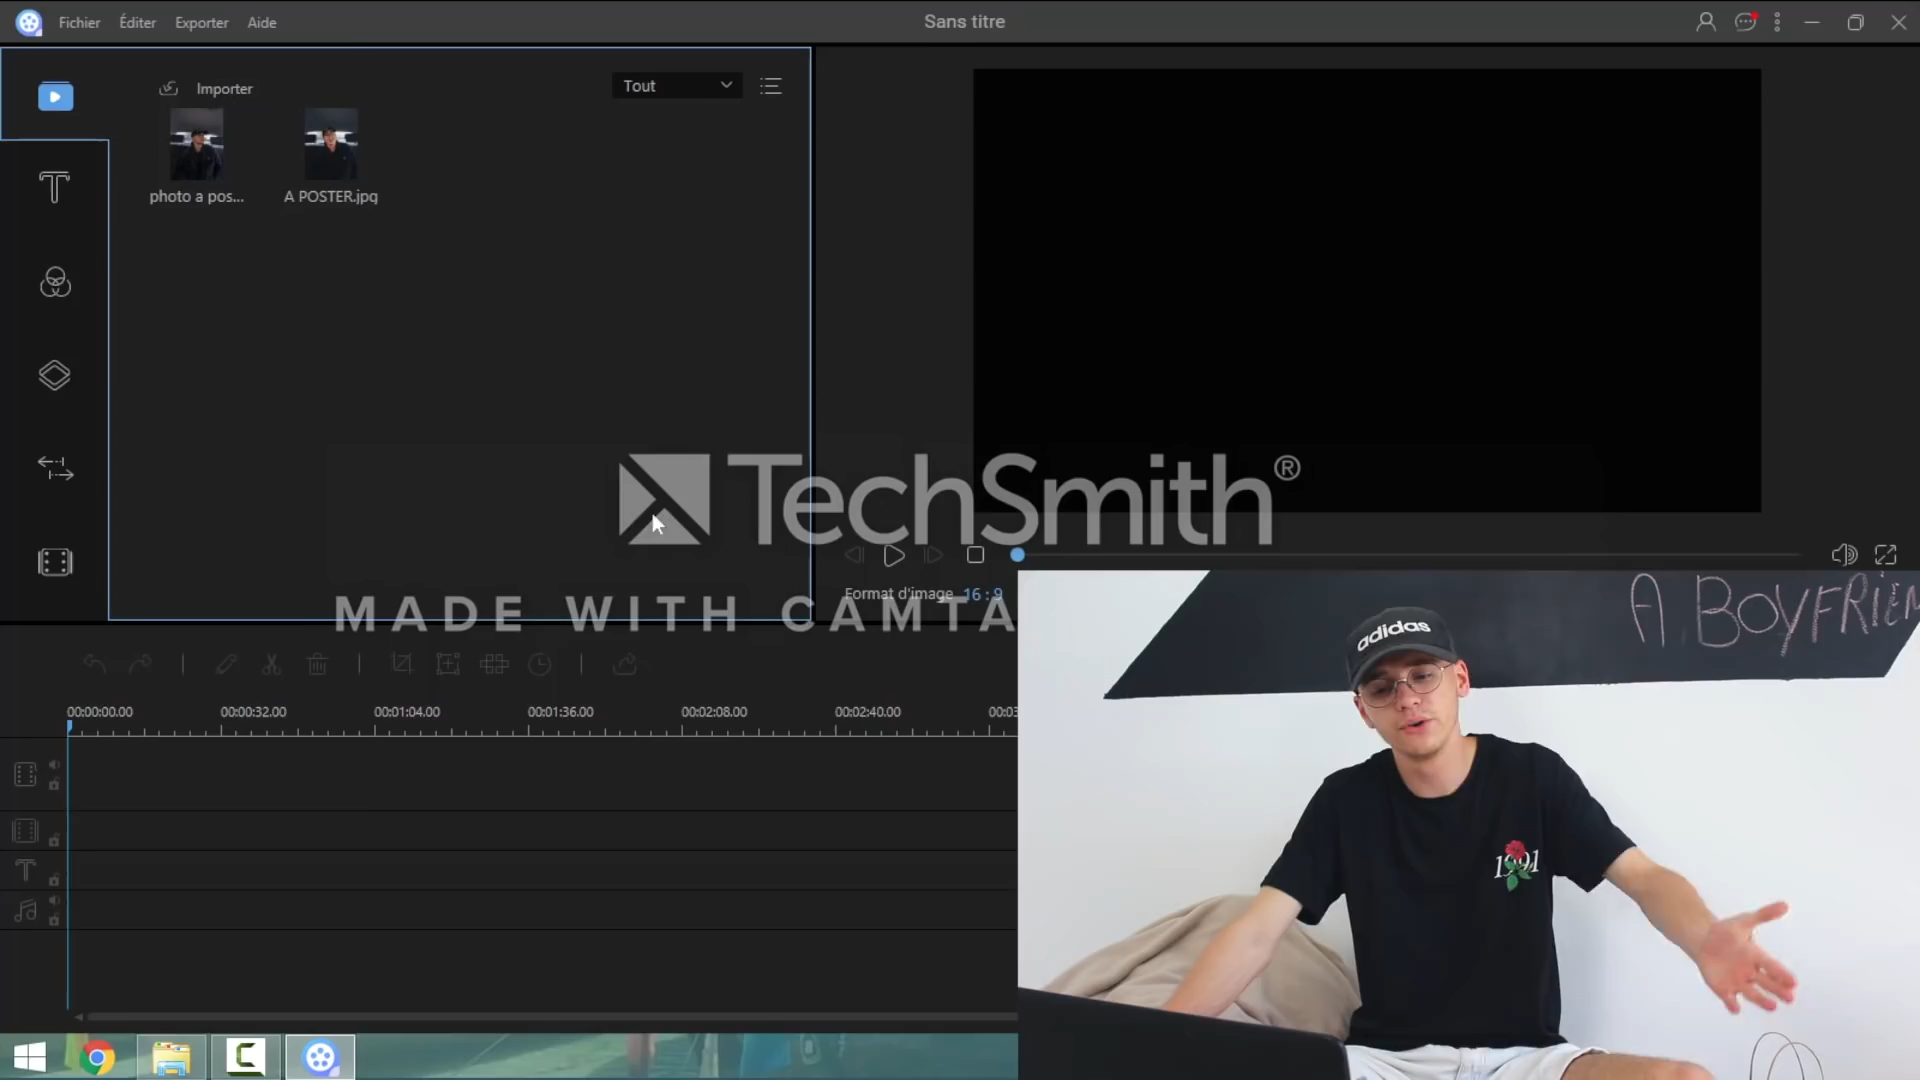 Fichier Éditer Exporter Aide
Sans titre
Importer
Tout
photo a pos...
A POSTER.jpg
TechSmith®
MADE WITH CAMTA
Format d'image 16 : 9
00:00:00.00 00:00:32.00 00:01:04.00 00:01:36.00 00:02:08.00 00:02:40.00 00:03
A BOYFRIEN
adidas
1991